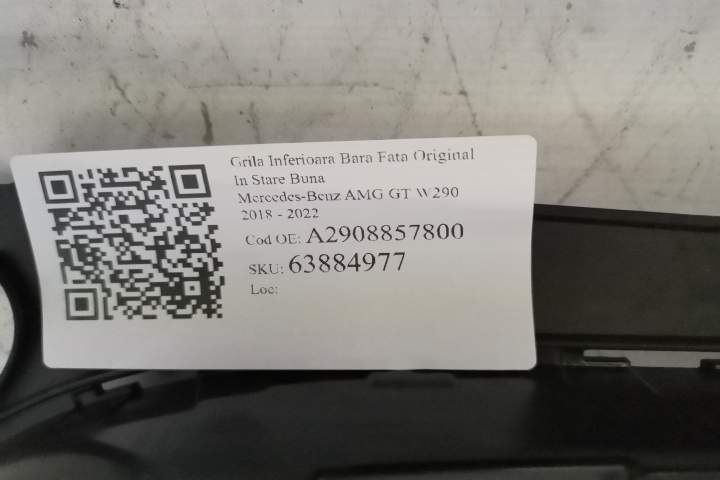 Grila Inferioara Bara Fata Original
In Stare Buna
Mercedes-Benz AMG GT W290
2018 - 2022
Cod OE: A2908857800
SKU: 63884977
Loc: